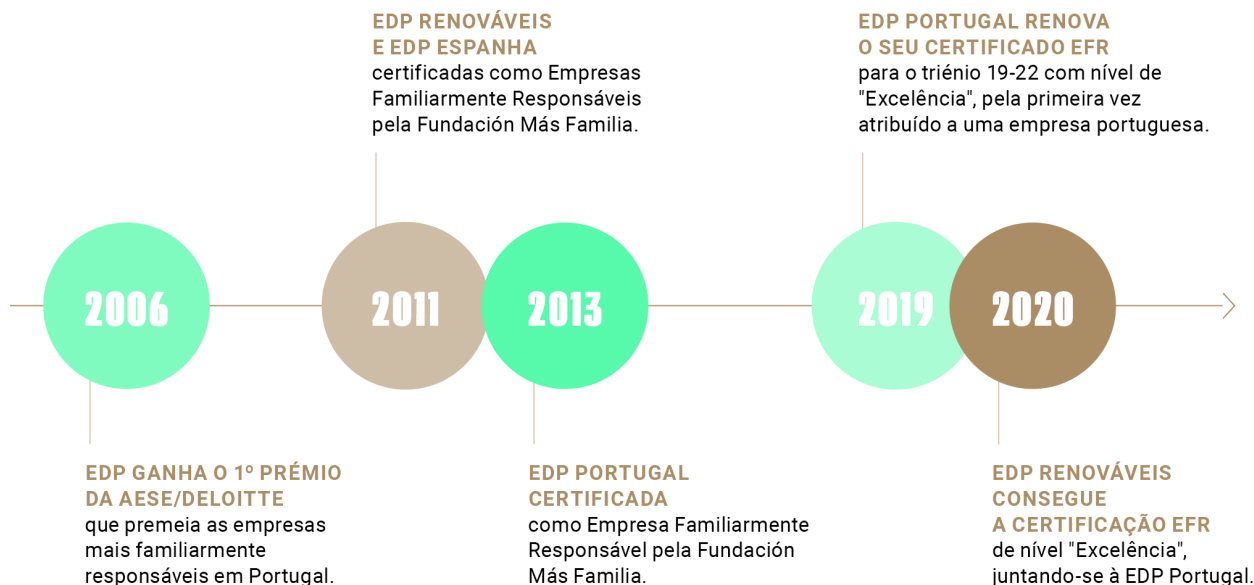 EDP RENOVÁVEIS
E EDP ESPANHA
certificadas como Empresas
Familiarmente Responsáveis
pela Fundación Más Familia.
EDP PORTUGAL RENOVA
O SEU CERTIFICADO EFR
para o triénio 19-22 com nível de
"Excelência", pela primeira vez
atribuído a uma empresa portuguesa.
2006
2011
2013
2019
2020
EDP GANHA O 1º PRÉMIO
DA AESE/DELOITTE
que premeia as empresas
mais familiarmente
responsáveis em Portugal.
EDP PORTUGAL
CERTIFICADA
como Empresa Familiarmente
Responsável pela Fundación
Más Familia.
EDP RENOVÁVEIS
CONSEGUE
A CERTIFICAÇÃO EFR
de nível "Excelência",
juntando-se à EDP Portugal.